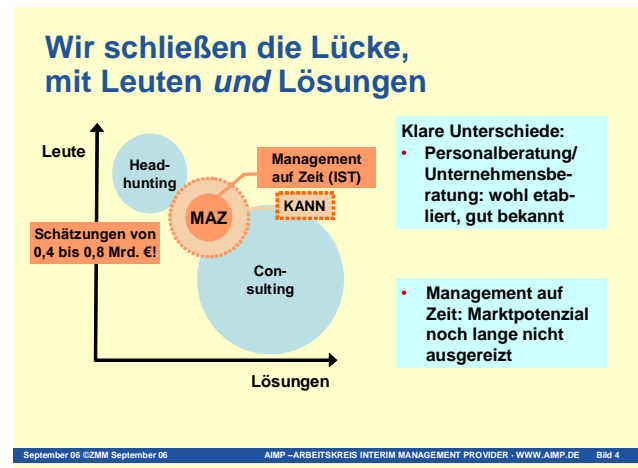 Wir schließen die Lücke,
mit Leuten und Lösungen
Leute
Head-
hunting
Management
auf Zeit (IST)
KANN
MAZ
Schätzungen von
0,4 bis 0,8 Mrd. €!
Con-
sulting
Lösungen
Klare Unterschiede:
• Personalberatung/
Unternehmensbe-
ratung: wohl etab-
liert, gut bekannt
• Management auf
Zeit: Marktpotenzial
noch lange nicht
ausgereizt
September 06 ©ZMM September 06 AIMP –ARBEITSKREIS INTERIM MANAGEMENT PROVIDER - WWW.AIMP.DE Bild 4